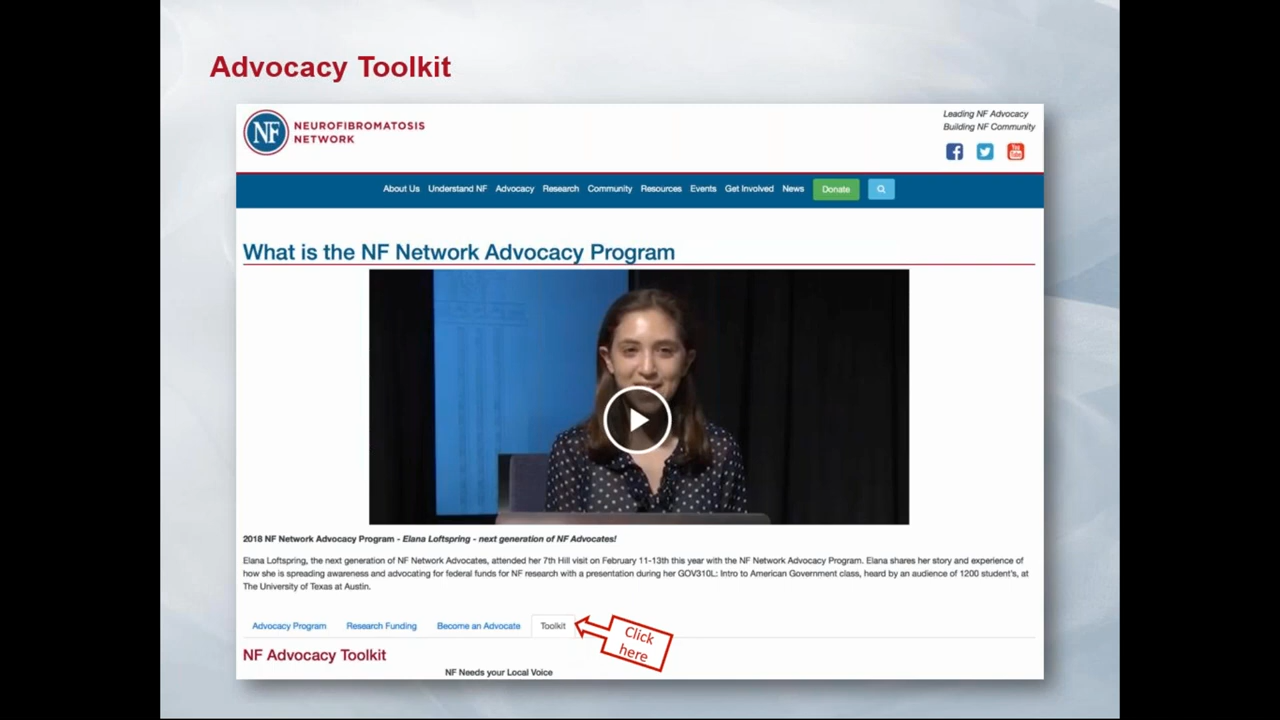 Advocacy Toolkit
NF
NEUROFIBROMATOSIS
NETWORK
Leading NF Advocacy
Building NF Community
You
Tube
About Us Understand NF Advocacy Research Community Resources Events Get Involved News Donate
What is the NF Network Advocacy Program
2018 NF Network Advocacy Program - Elana Loftspring - next generation of NF Advocates!
Elana Loftspring, the next generation of NF Network Advocates, attended her 7th Hill visit on February 11-13th this year with the NF Network Advocacy Program. Elana shares her story and experience of
how she is spreading awareness and advocating for federal funds for NF research with a presentation during her GOV310L: Intro to American Government class, heard by an audience of 1200 student's, at
The University of Texas at Austin.
Advocacy Program Research Funding Become an Advocate Toolkit
Click
here
NF Advocacy Toolkit
NF Needs your Local Voice